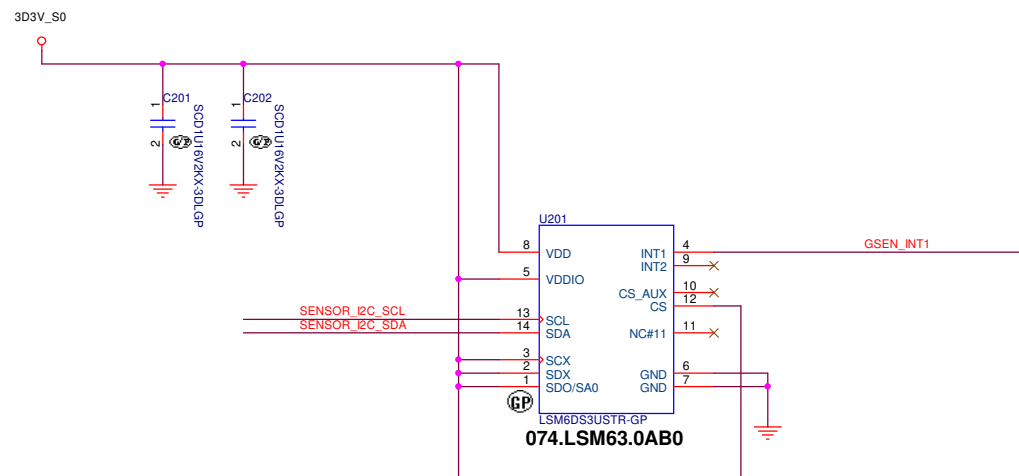 3D3V_S0
C201
1
2
G/P
SCD1U16V2KX-3DLGP
C202
1
2
G/P
SCD1U16V2KX-3DLGP
U201
8 VDD
5 VDDIO
SENSOR_I2C_SCL 13 SCL
SENSOR_I2C_SDA 14 SDA
3 SCX
2 SDX
1 SDO/SA0
INT1 4 GSEN_INT1
INT2 9
CS_AUX 10
CS 12
NC#11 11
GND 6
GND 7
GP
LSM6DS3USTR-GP
074.LSM63.0AB0